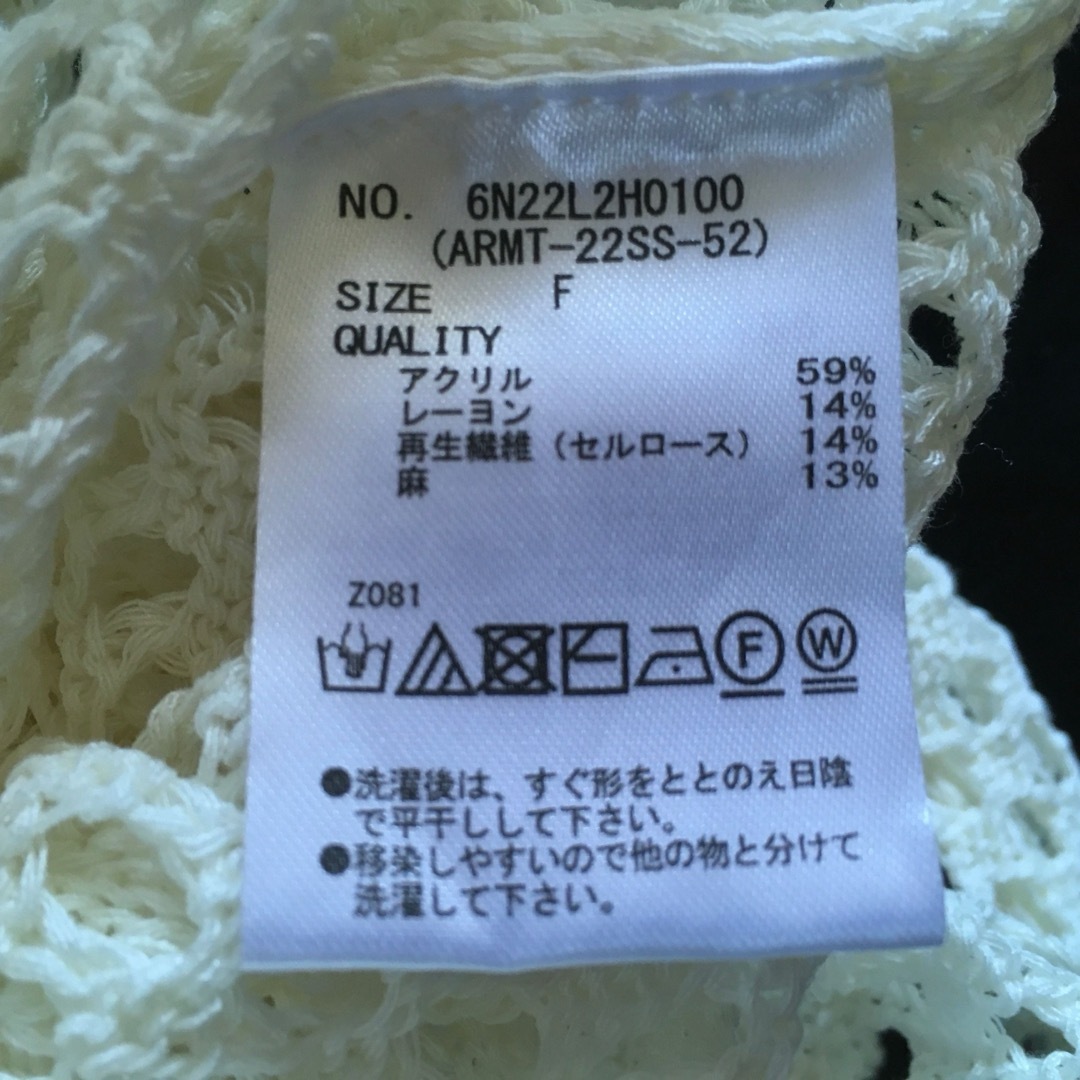 NO. 6N22L2H0100
(ARMT-22SS-52)
SIZE F
QUALITY
アクリル 59%
レーヨン 14%
再生繊維(セルロース) 14%
麻 13%
Z081
F W
●洗濯後は、すぐ形をととのえ日陰
で平干しして下さい。
●移染しやすいので他の物と分けて
洗濯して下さい。